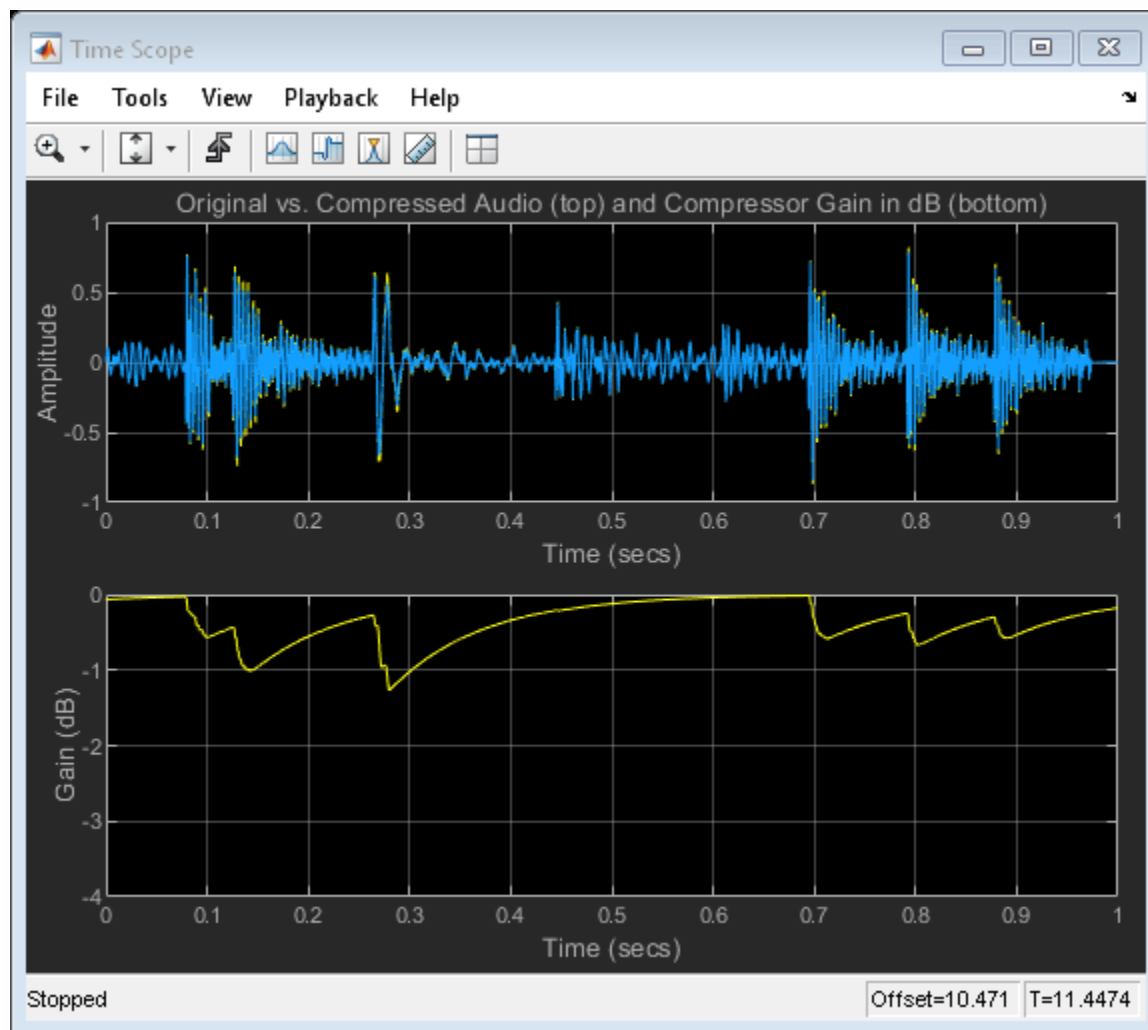 Time Scope
File Tools View Playback Help
Original vs. Compressed Audio (top) and Compressor Gain in dB (bottom)
1
0.5
0
-0.5
-1
Amplitude
0 0.1 0.2 0.3 0.4 0.5 0.6 0.7 0.8 0.9 1
Time (secs)
0
-1
-2
-3
-4
Gain (dB)
0 0.1 0.2 0.3 0.4 0.5 0.6 0.7 0.8 0.9 1
Time (secs)
Stopped Offset=10.471 T=11.4474